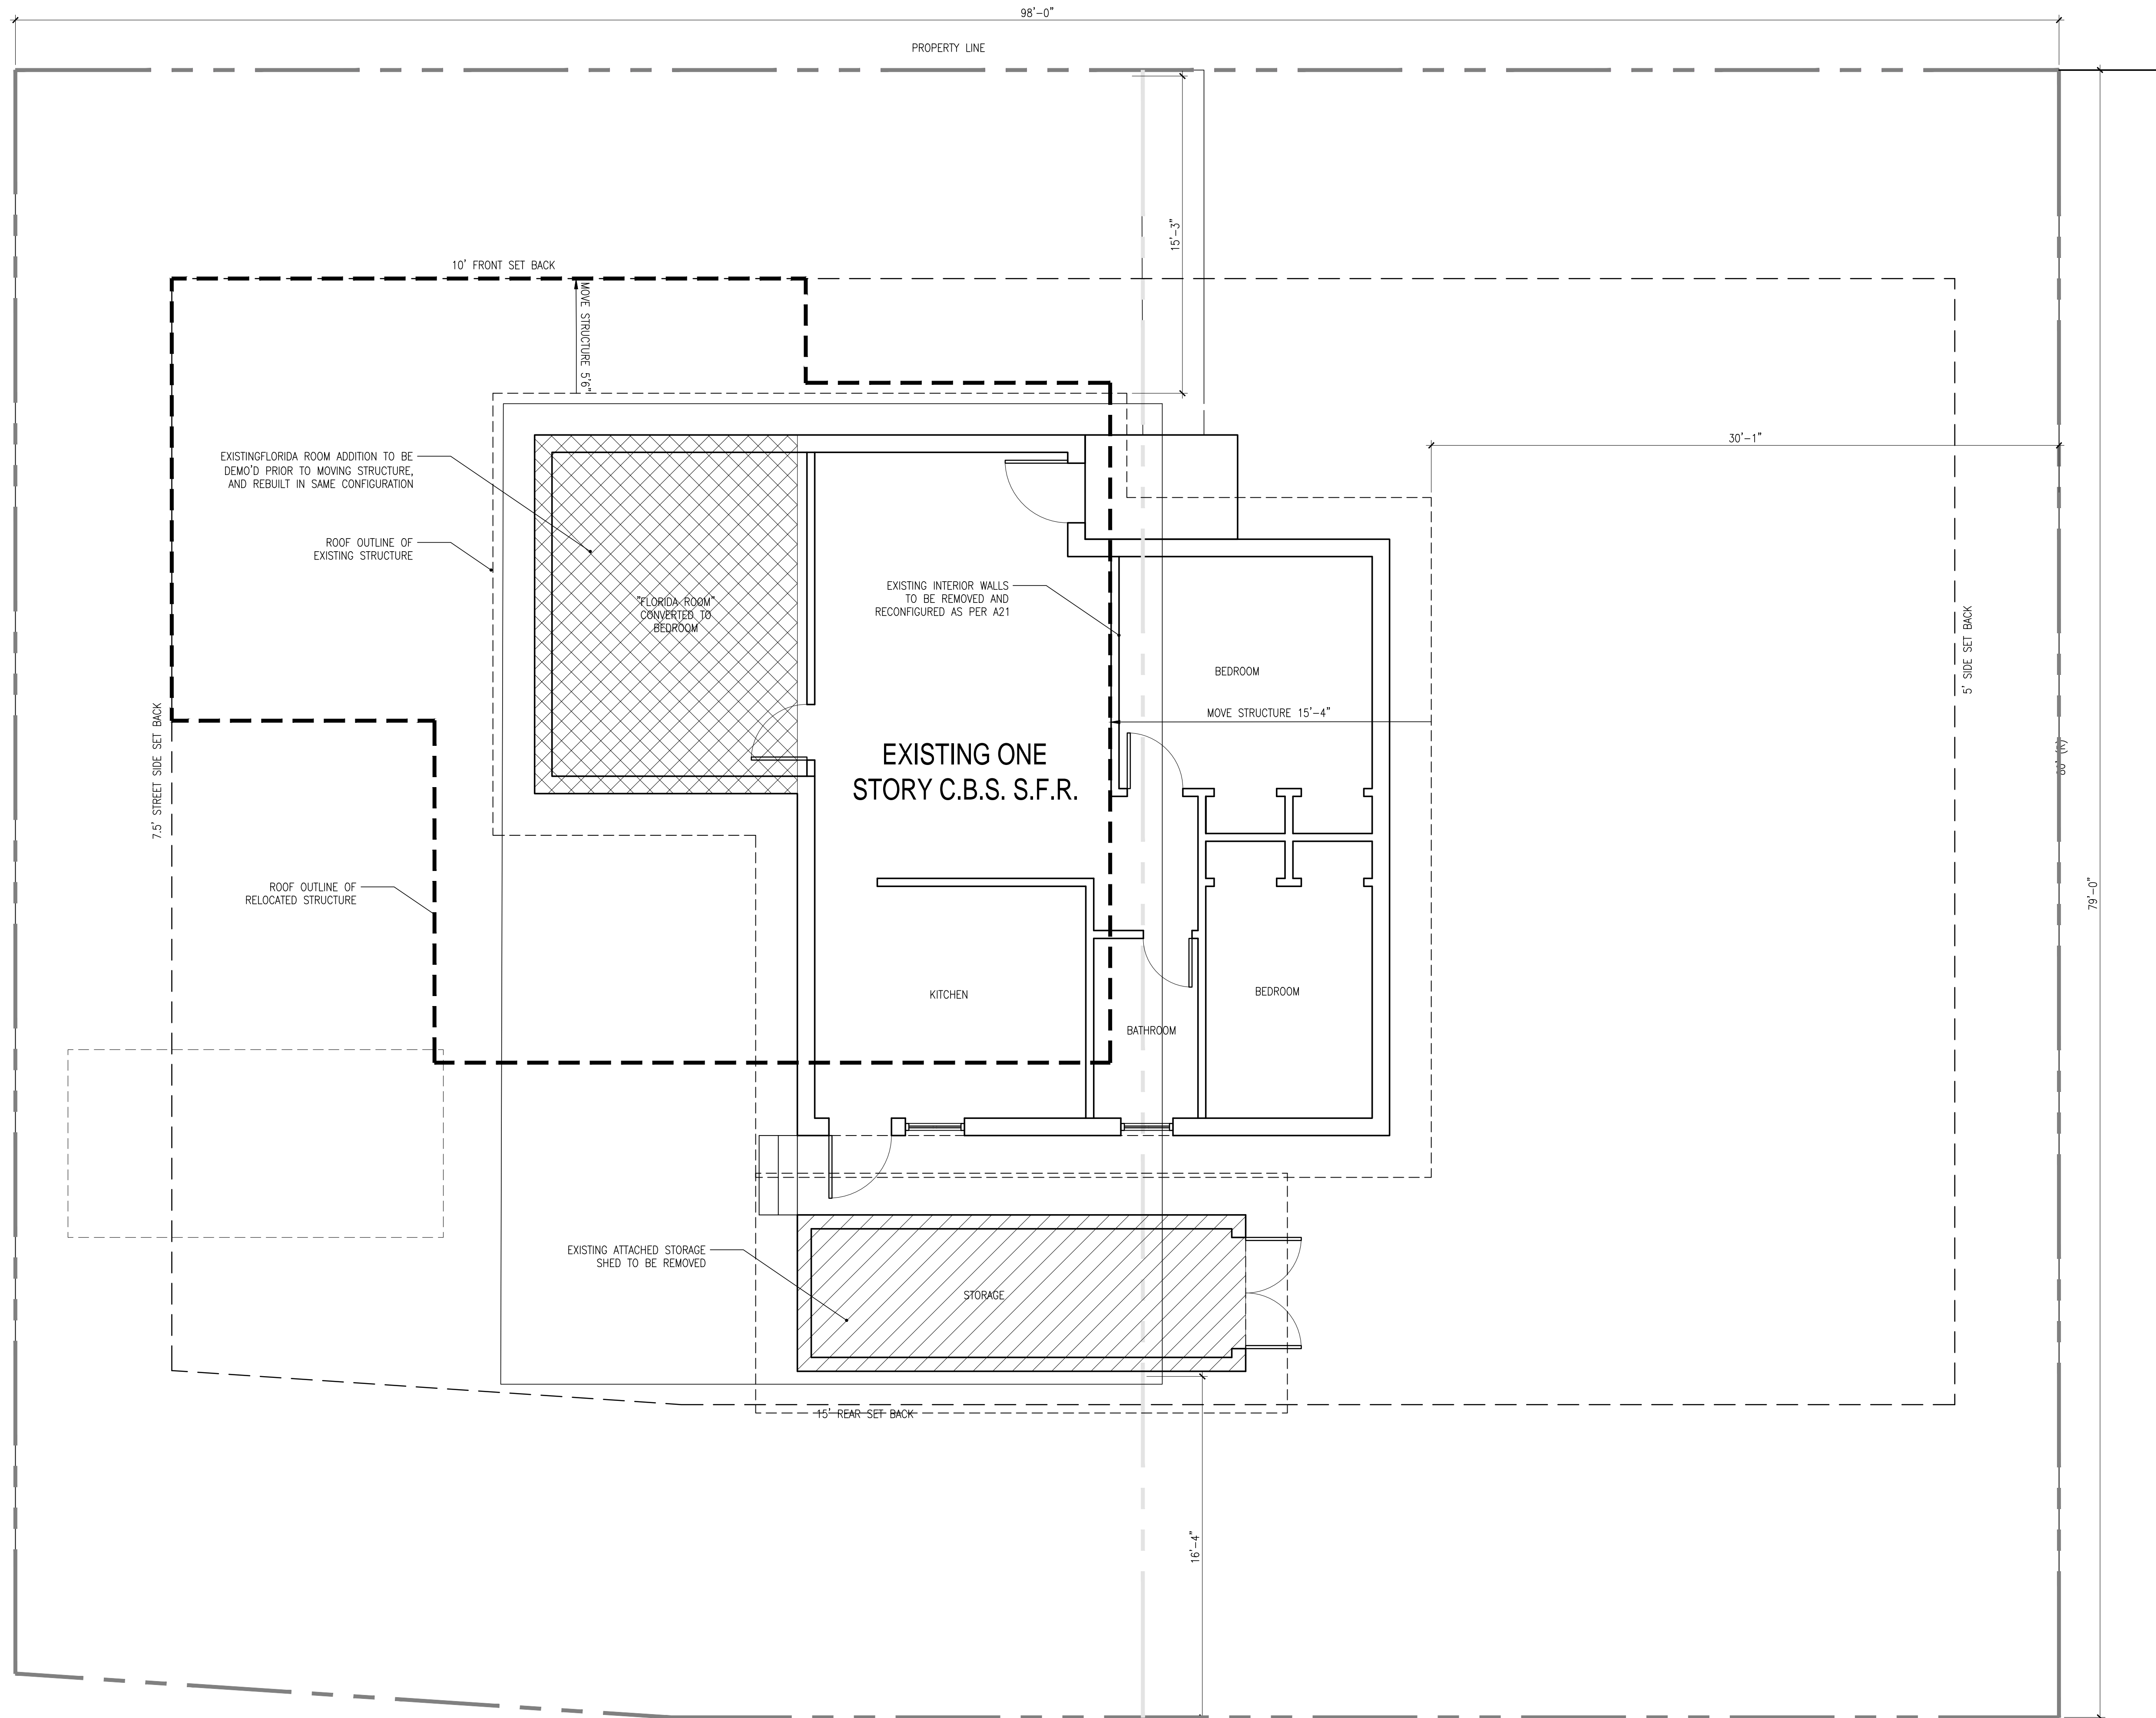 98'-0"
PROPERTY LINE
15'-3"
10' FRONT SET BACK
MOVE STRUCTURE 5'6"
30'-1"
EXISTINGFLORIDA ROOM ADDITION TO BE
DEMO'D PRIOR TO MOVING STRUCTURE,
AND REBUILT IN SAME CONFIGURATION
ROOF OUTLINE OF
EXISTING STRUCTURE
"FLORIDA ROOM"
CONVERTED TO
BEDROOM
EXISTING INTERIOR WALLS
TO BE REMOVED AND
RECONFIGURED AS PER A21
BEDROOM
5' SIDE SET BACK
MOVE STRUCTURE 15'-4"
7.5' STREET SIDE SET BACK
EXISTING ONE
STORY C.B.S. S.F.R.
ROOF OUTLINE OF
RELOCATED STRUCTURE
79'-0"
KITCHEN
BEDROOM
BATHROOM
EXISTING ATTACHED STORAGE
SHED TO BE REMOVED
STORAGE
15' REAR SET BACK
16'-4"